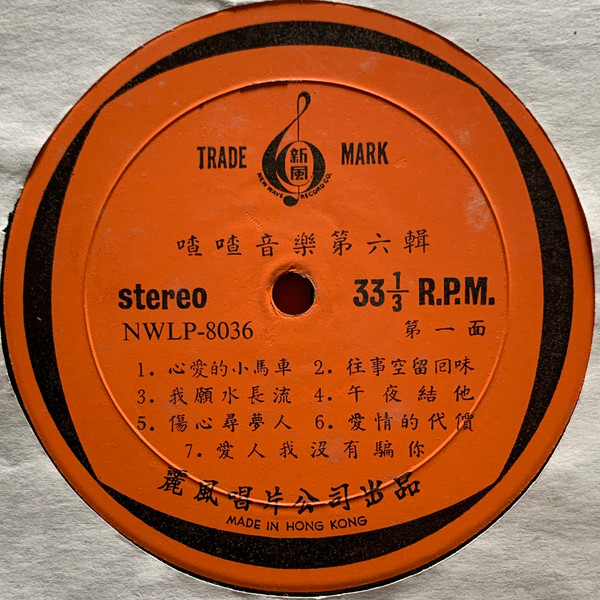 TRADE 新風 MARK
NEW WAVE RECORD CO.
喳喳音樂第六輯
stereo 33 1/3 R.P.M.
NWLP-8036 第一面
1. 心愛的小馬車 2. 往事空留回味
3. 我願水長流 4. 午夜結他
5. 傷心尋夢人 6. 愛情的代價
7. 愛人我沒有騙你
麗風唱片公司出品
MADE IN HONG KONG